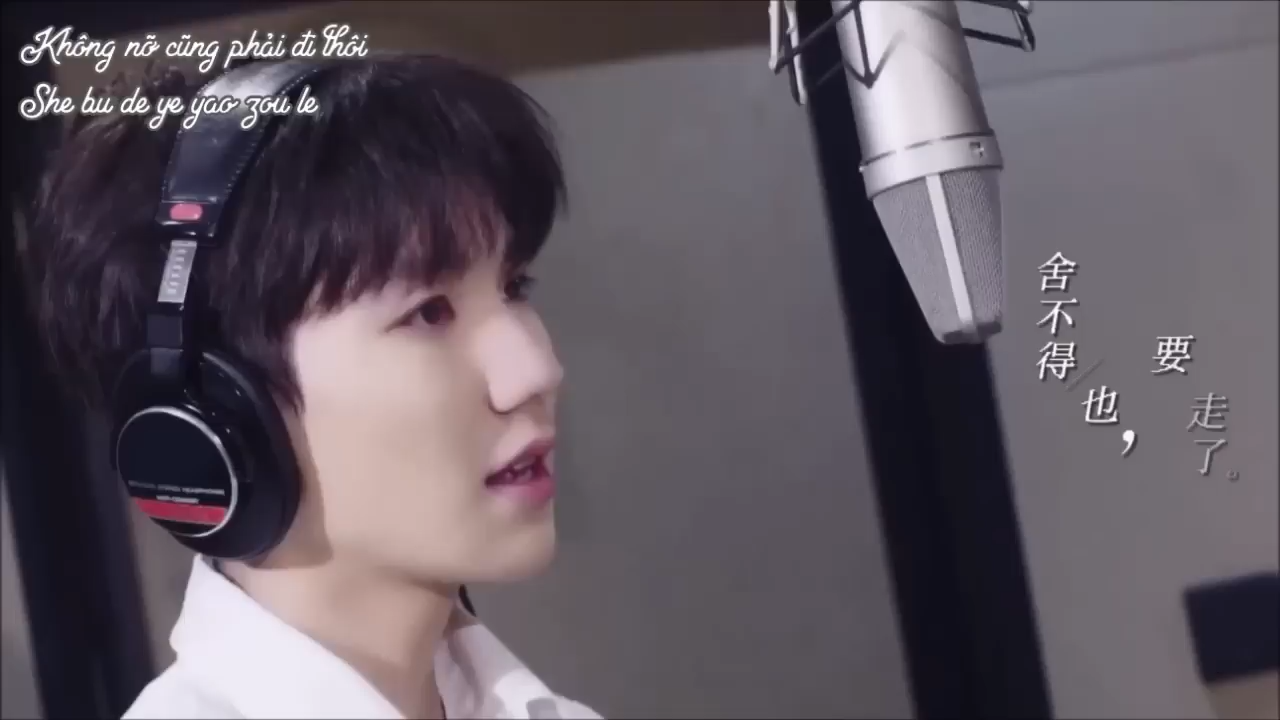 Không nỡ cũng phải đi thôi
She bu de ye yao zou le
舍不得
也，
要
走
了。